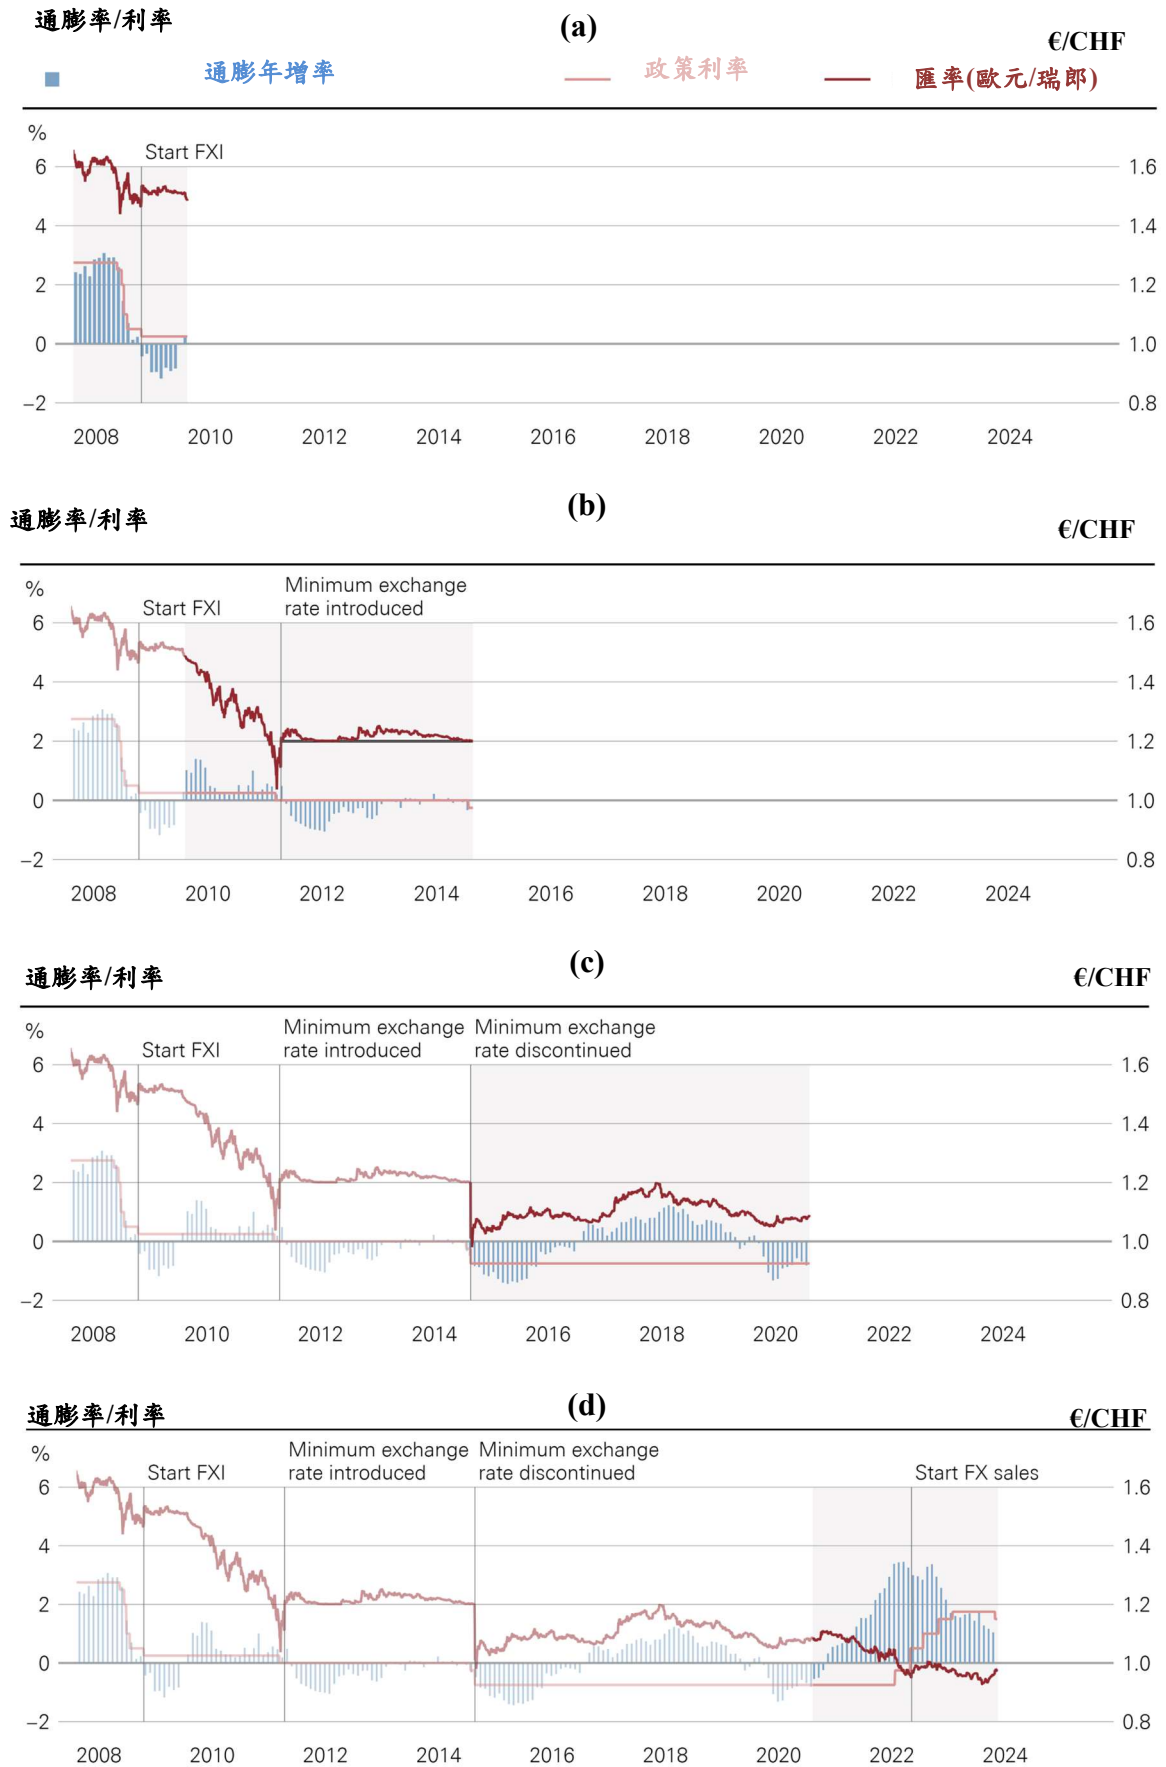 通膨率/利率
(a)
€/CHF
通膨年增率
政策利率
匯率(歐元/瑞郎)
%
Start FXI
6
1.6
4
1.4
2
1.2
0
1.0
−2
0.8
2008 2010 2012 2014 2016 2018 2020 2022 2024
(b)
通膨率/利率
€/CHF
%
Minimum exchange
Start FXI
rate introduced
6
1.6
4
1.4
2
1.2
0
1.0
−2
0.8
2008 2010 2012 2014 2016 2018 2020 2022 2024
(c)
通膨率/利率
€/CHF
%
Minimum exchange
Minimum exchange
Start FXI
rate introduced
rate discontinued
6
1.6
4
1.4
2
1.2
0
1.0
−2
0.8
2008 2010 2012 2014 2016 2018 2020 2022 2024
(d)
通膨率/利率
€/CHF
%
Minimum exchange
Minimum exchange
Start FXI
rate introduced
rate discontinued
Start FX sales
6
1.6
4
1.4
2
1.2
0
1.0
−2
0.8
2008 2010 2012 2014 2016 2018 2020 2022 2024